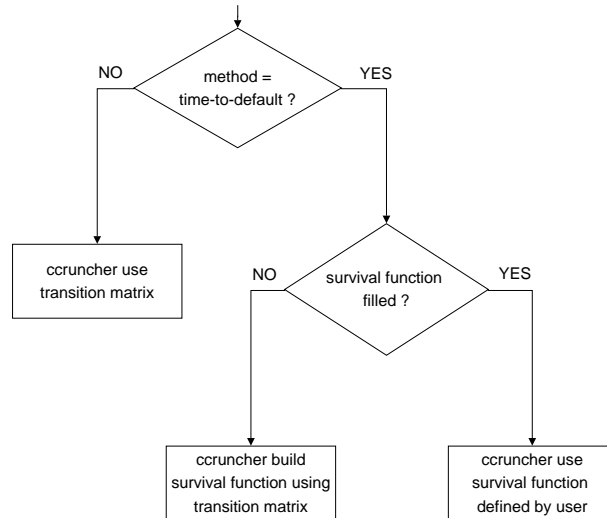 NO
method =
time-to-default ?
YES
ccruncher use
transition matrix
NO
survival function
filled ?
YES
ccruncher build
survival function using
transition matrix
ccruncher use
survival function
defined by user